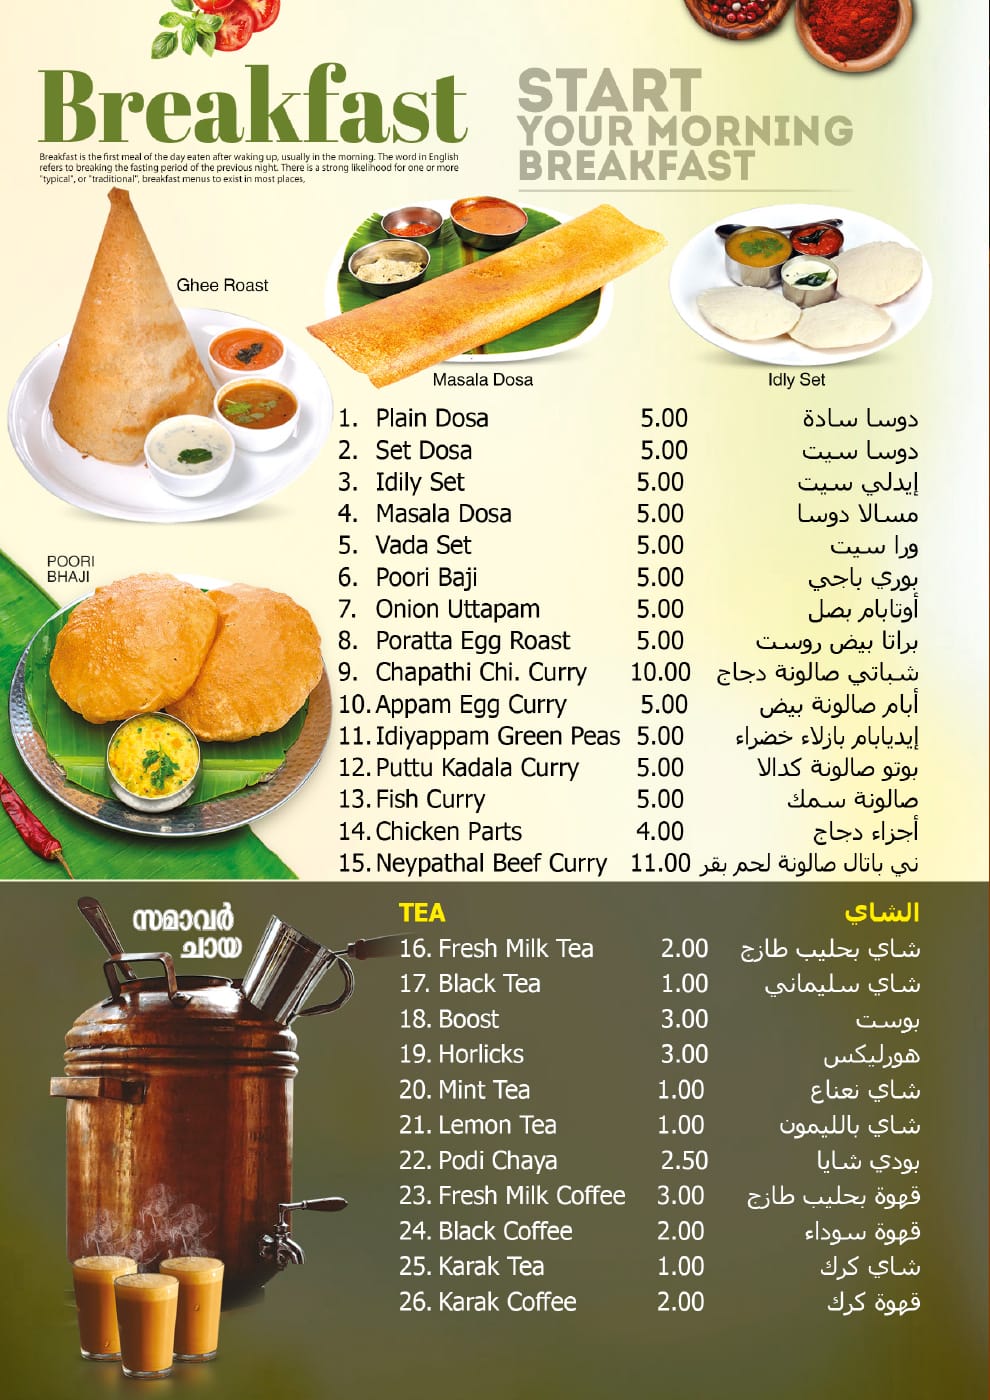 Breakfast
Breakfast is the first meal of the day eaten after waking up, usually in the morning. The word in English
refers to breaking the fasting period of the previous night. There is a strong likelihood for one or more
"typical", or "traditional", breakfast menus to exist in most places,
START
YOUR MORNING
BREAKFAST
Ghee Roast
Masala Dosa
Idly Set
POORI
BHAJI
1. Plain Dosa 5.00 دوسا سادة
2. Set Dosa 5.00 دوسا سيت
3. Idily Set 5.00 إيدلي سيت
4. Masala Dosa 5.00 مسالا دوسا
5. Vada Set 5.00 ورا سيت
6. Poori Baji 5.00 بوري باجي
7. Onion Uttapam 5.00 أوتابام بصل
8. Poratta Egg Roast 5.00 براتا بيض روست
9. Chapathi Chi. Curry 10.00 شباتي صالونة دجاج
10. Appam Egg Curry 5.00 أبام صالونة بيض
11. Idiyappam Green Peas 5.00 إيديابام بازلاء خضراء
12. Puttu Kadala Curry 5.00 بوتو صالونة كدالا
13. Fish Curry 5.00 صالونة سمك
14. Chicken Parts 4.00 أجزاء دجاج
15. Neypathal Beef Curry 11.00 ني باتال صالونة لحم بقر
സമാവർ
ചായ
TEA الشاي
16. Fresh Milk Tea 2.00 شاي بحليب طازج
17. Black Tea 1.00 شاي سليماني
18. Boost 3.00 بوست
19. Horlicks 3.00 هورليكس
20. Mint Tea 1.00 شاي نعناع
21. Lemon Tea 1.00 شاي بالليمون
22. Podi Chaya 2.50 بودي شايا
23. Fresh Milk Coffee 3.00 قهوة بحليب طازج
24. Black Coffee 2.00 قهوة سوداء
25. Karak Tea 1.00 شاي كرك
26. Karak Coffee 2.00 قهوة كرك